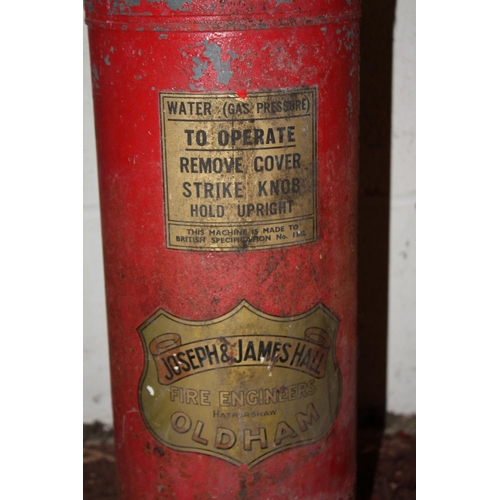 WATER (GAS PRESSURE)
TO OPERATE
REMOVE COVER
STRIKE KNOB
HOLD UPRIGHT
THIS MACHINE IS MADE TO
BRITISH SPECIFICATION No.
JOSEPH & JAMES HALL
FIRE ENGINEERS
HATHERSHAW
OLDHAM